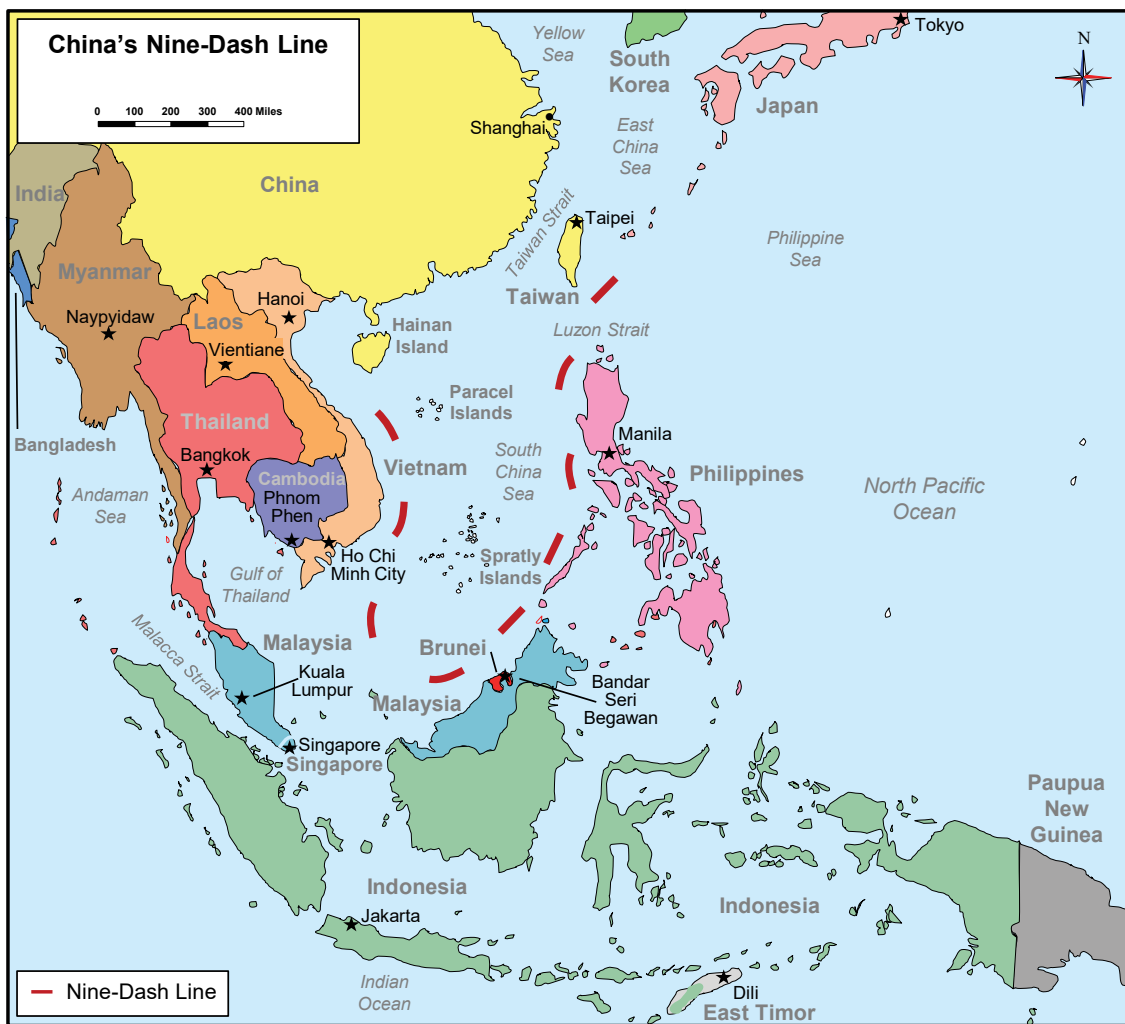 China's Nine-Dash Line
0 100 200 300 400 Miles
Yellow
Sea
South
Korea
Tokyo
N
Japan
Shanghai
East
China
Sea
India
China
Taiwan Strait
Taipei
Philippine
Sea
Myanmar
Hanoi
Taiwan
Naypyidaw
Laos
Hainan
Island
Luzon Strait
Vientiane
Paracel
Islands
Thailand
Bangladesh
Bangkok
Vietnam
South
China
Sea
Manila
Philippines
Cambodia
Phnom
Phen
Andaman
Sea
North Pacific
Ocean
Ho Chi
Minh City
Spratly
Islands
Gulf of
Thailand
Malacca Strait
Malaysia
Brunei
Kuala
Lumpur
Malaysia
Bandar
Seri
Begawan
Singapore
Singapore
Paupua
New
Guinea
Indonesia
Indonesia
Jakarta
Indian
Ocean
Dili
East Timor
Nine-Dash Line